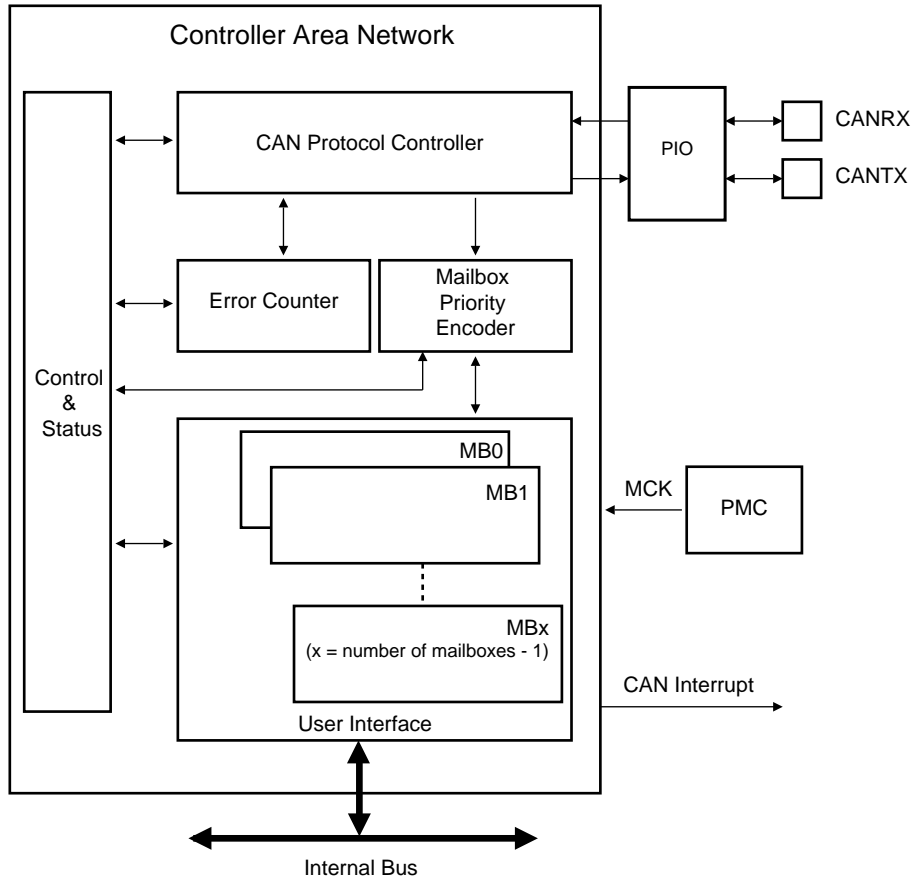 Controller Area Network
CAN Protocol Controller
PIO
CANRX
CANTX
Error Counter
Mailbox
Priority
Encoder
Control
&
Status
MB0
MB1
MCK
PMC
MBx
(x = number of mailboxes - 1)
CAN Interrupt
User Interface
Internal Bus